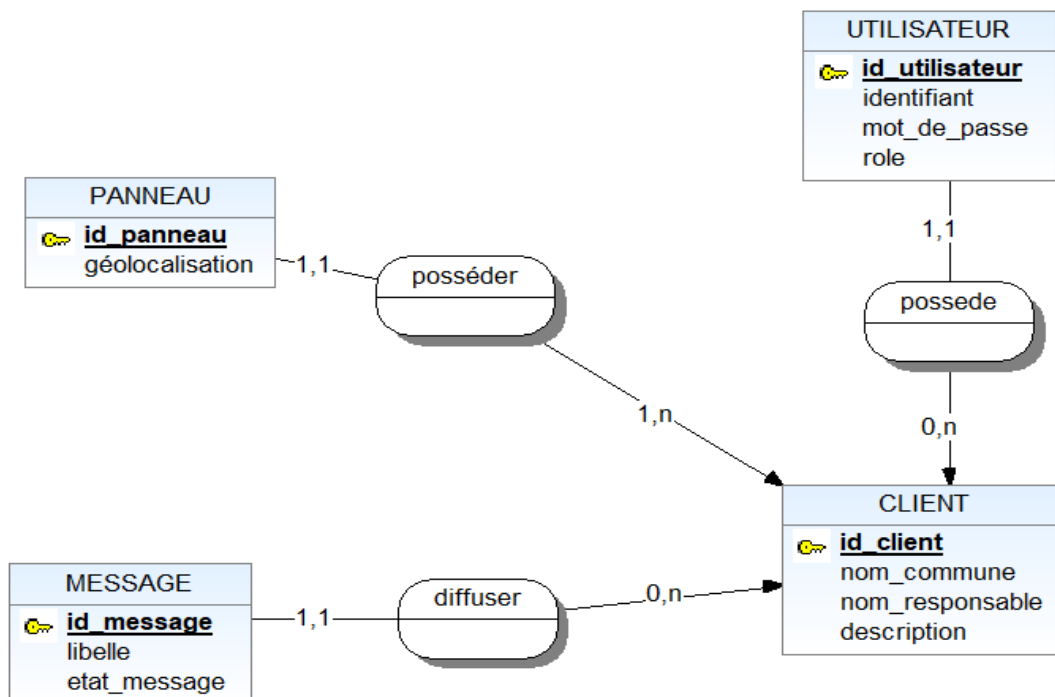 UTILISATEUR
id_utilisateur
identifiant
mot_de_passe
role
1,1
possede
0,n
PANNEAU
id_panneau
géolocalisation
1,1
posséder
1,n
CLIENT
id_client
nom_commune
nom_responsable
description
MESSAGE
id_message
libelle
etat_message
1,1
diffuser
0,n